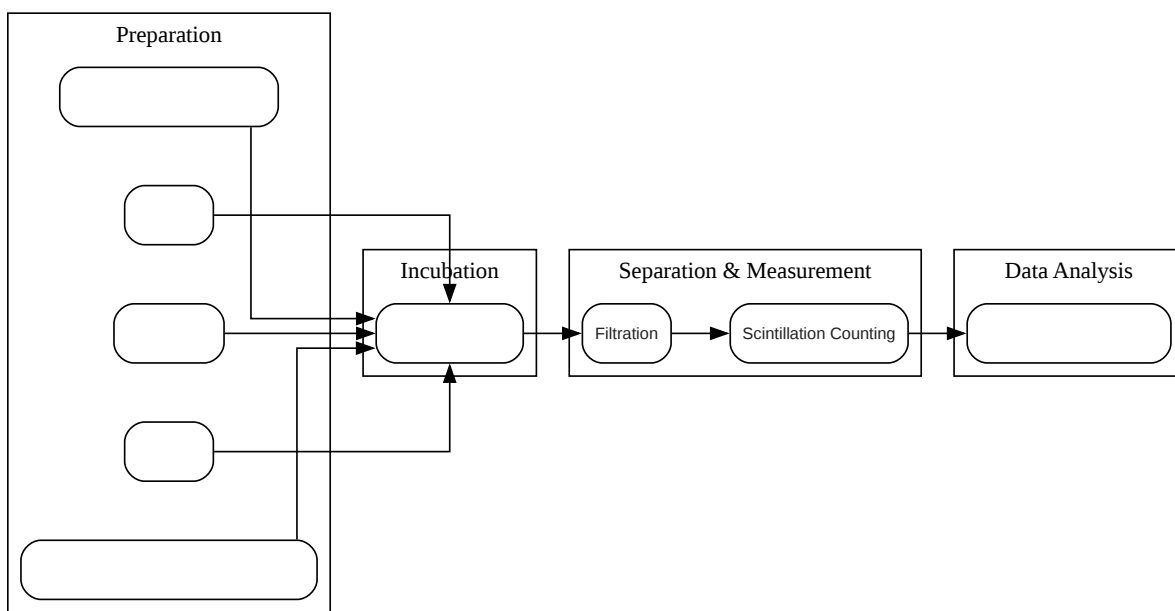 Preparation
Incubation
Separation & Measurement
Data Analysis
Filtration
Scintillation Counting